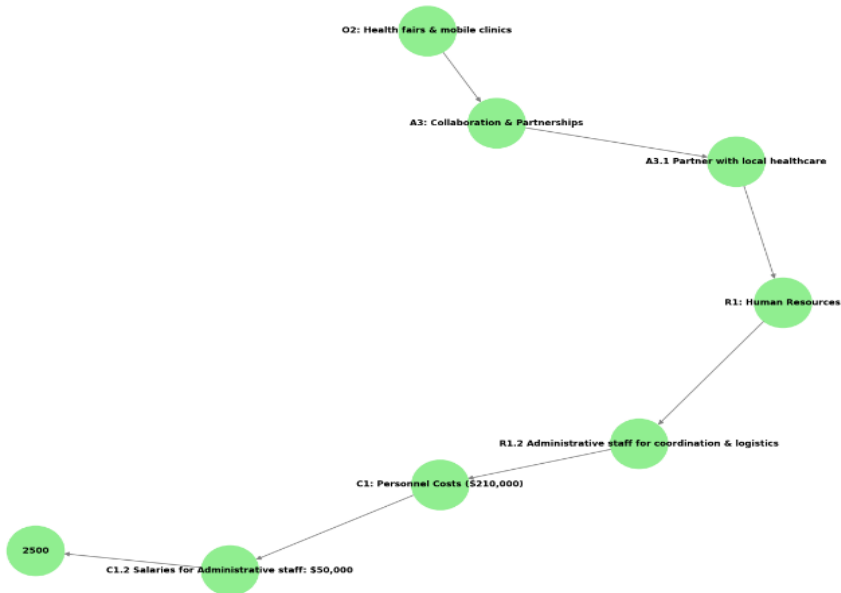 O2: Health fairs & mobile clinics
A3: Collaboration & Partnerships
A3.1 Partner with local healthcare
R1: Human Resources
R1.2 Administrative staff for coordination & logistics
C1: Personnel Costs ($210,000)
2500
C1.2 Salaries for Administrative staff: $50,000